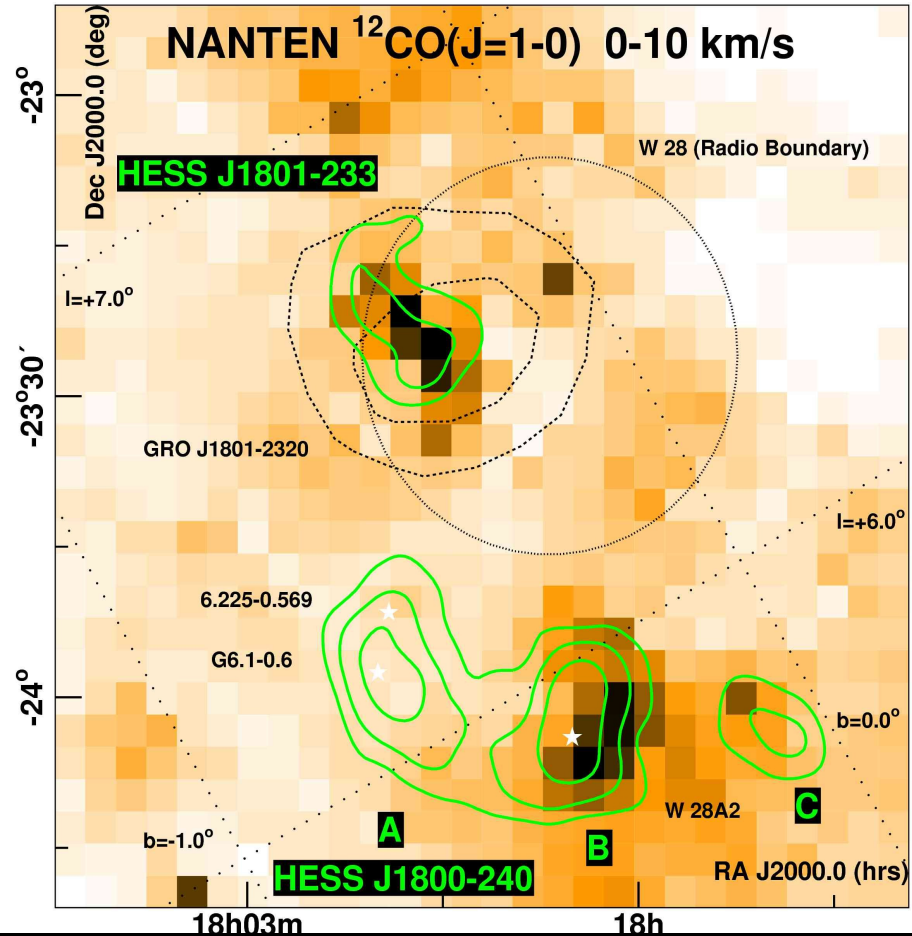 NANTEN ¹²CO(J=1-0) 0-10 km/s
Dec J2000.0 (deg)
-23°
HESS J1801-233
W 28 (Radio Boundary)
l=+7.0°
-23°30´
GRO J1801-2320
l=+6.0°
6.225-0.569
G6.1-0.6
-24°
b=0.0°
W 28A2
C
A
B
b=-1.0°
HESS J1800-240
RA J2000.0 (hrs)
18h03m
18h